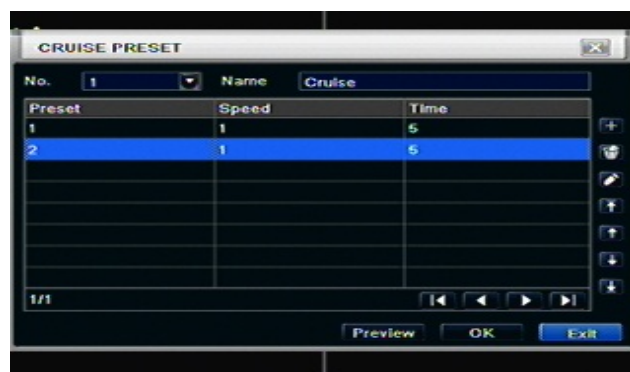 CRUISE PRESET
No. 1 Name Cruise
Preset Speed Time
1 1 5
2 1 5
1/1
Preview OK Exit